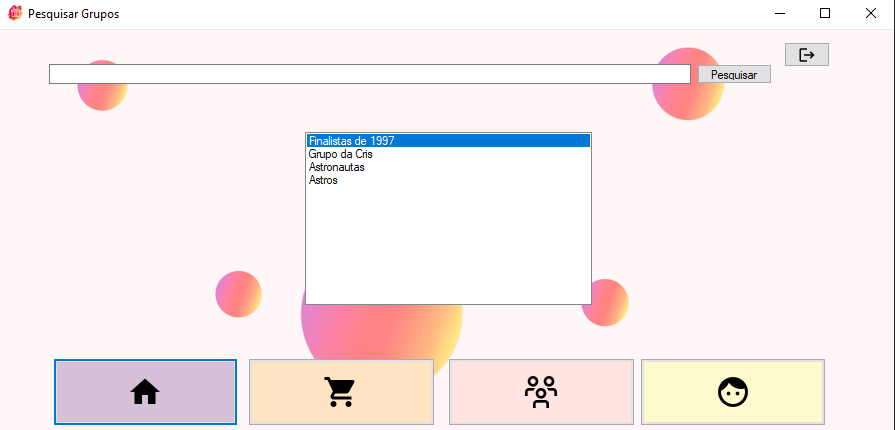 Pesquisar Grupos
Pesquisar
Finalistas de 1997
Grupo da Cris
Astronautas
Astros